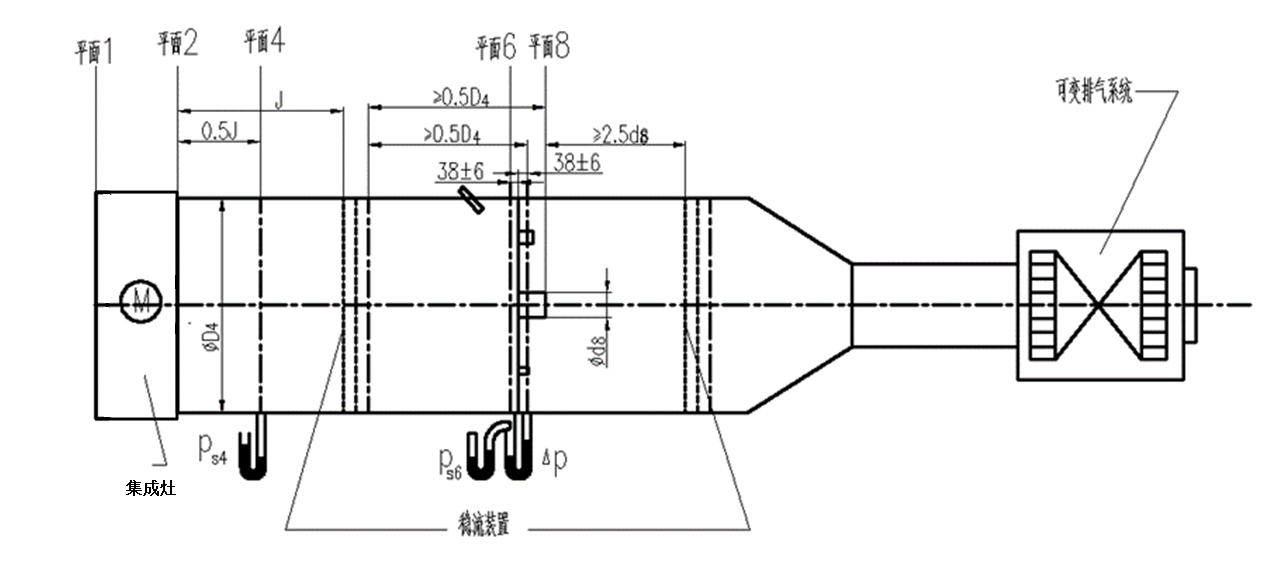 平面1
平面2
平面4
平面6
平面8
可变排气系统
J
≥0.5D₄
0.5J
≥0.5D₄
≥2.5d₈
38±6
38±6
M
⌀D₄
⌀d₈
pₛ₄
pₛ₆
Δp
集成灶
稳流装置